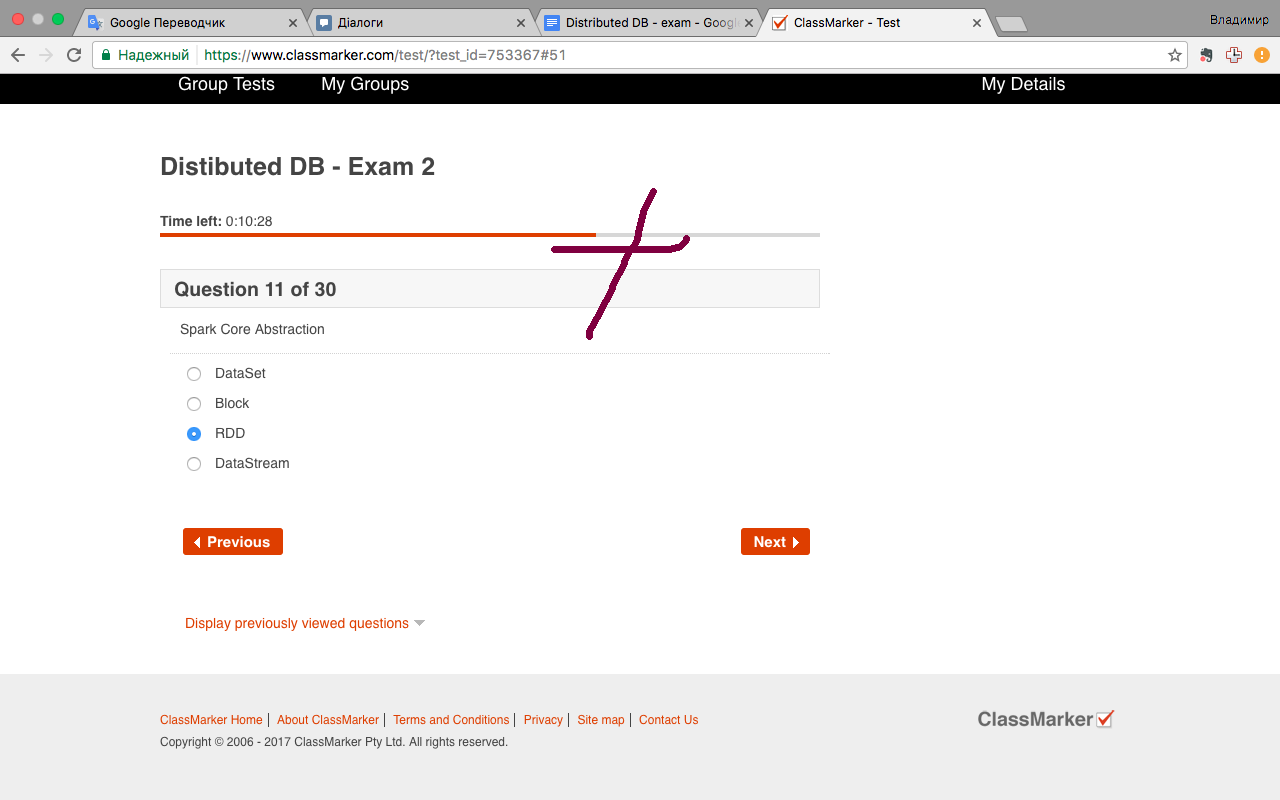 Google Переводчик
Діалоги
Distributed DB - exam - Googl
ClassMarker - Test
Владимир
Надежный
https://www.classmarker.com/test/?test_id=753367#51
Group Tests
My Groups
My Details
Distibuted DB - Exam 2
Time left: 0:10:28
Question 11 of 30
Spark Core Abstraction
DataSet
Block
RDD
DataStream
Previous
Next
Display previously viewed questions
ClassMarker Home | About ClassMarker | Terms and Conditions | Privacy | Site map | Contact Us
ClassMarker
Copyright © 2006 - 2017 ClassMarker Pty Ltd. All rights reserved.